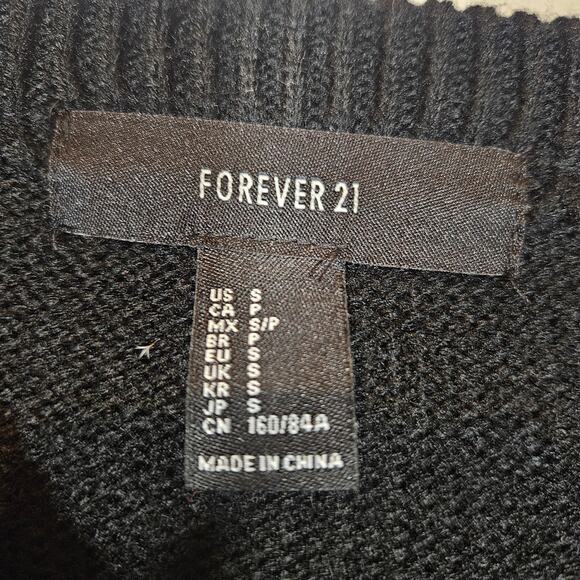 FOREVER 21
US S
CA P
MX S/P
BR P
EU S
UK S
KR S
JP S
CN 160/84A
MADE IN CHINA